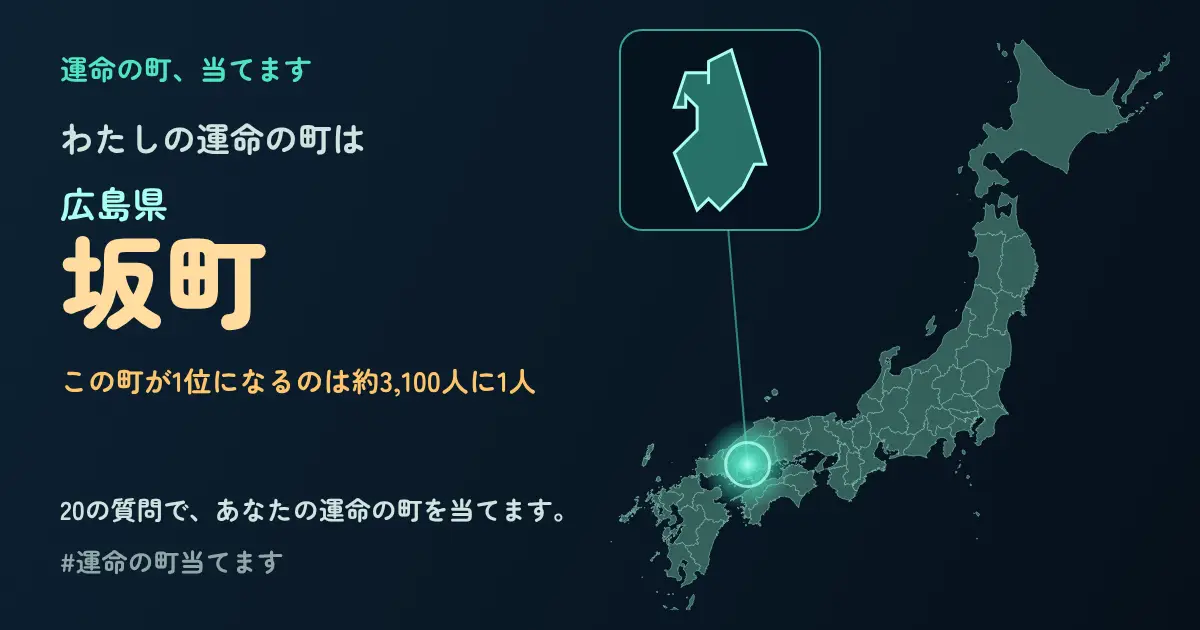 運命の町、当てます
わたしの運命の町は
広島県
坂町
この町が1位になるのは約3,100人に1人
20の質問で、あなたの運命の町を当てます。
#運命の町当てます